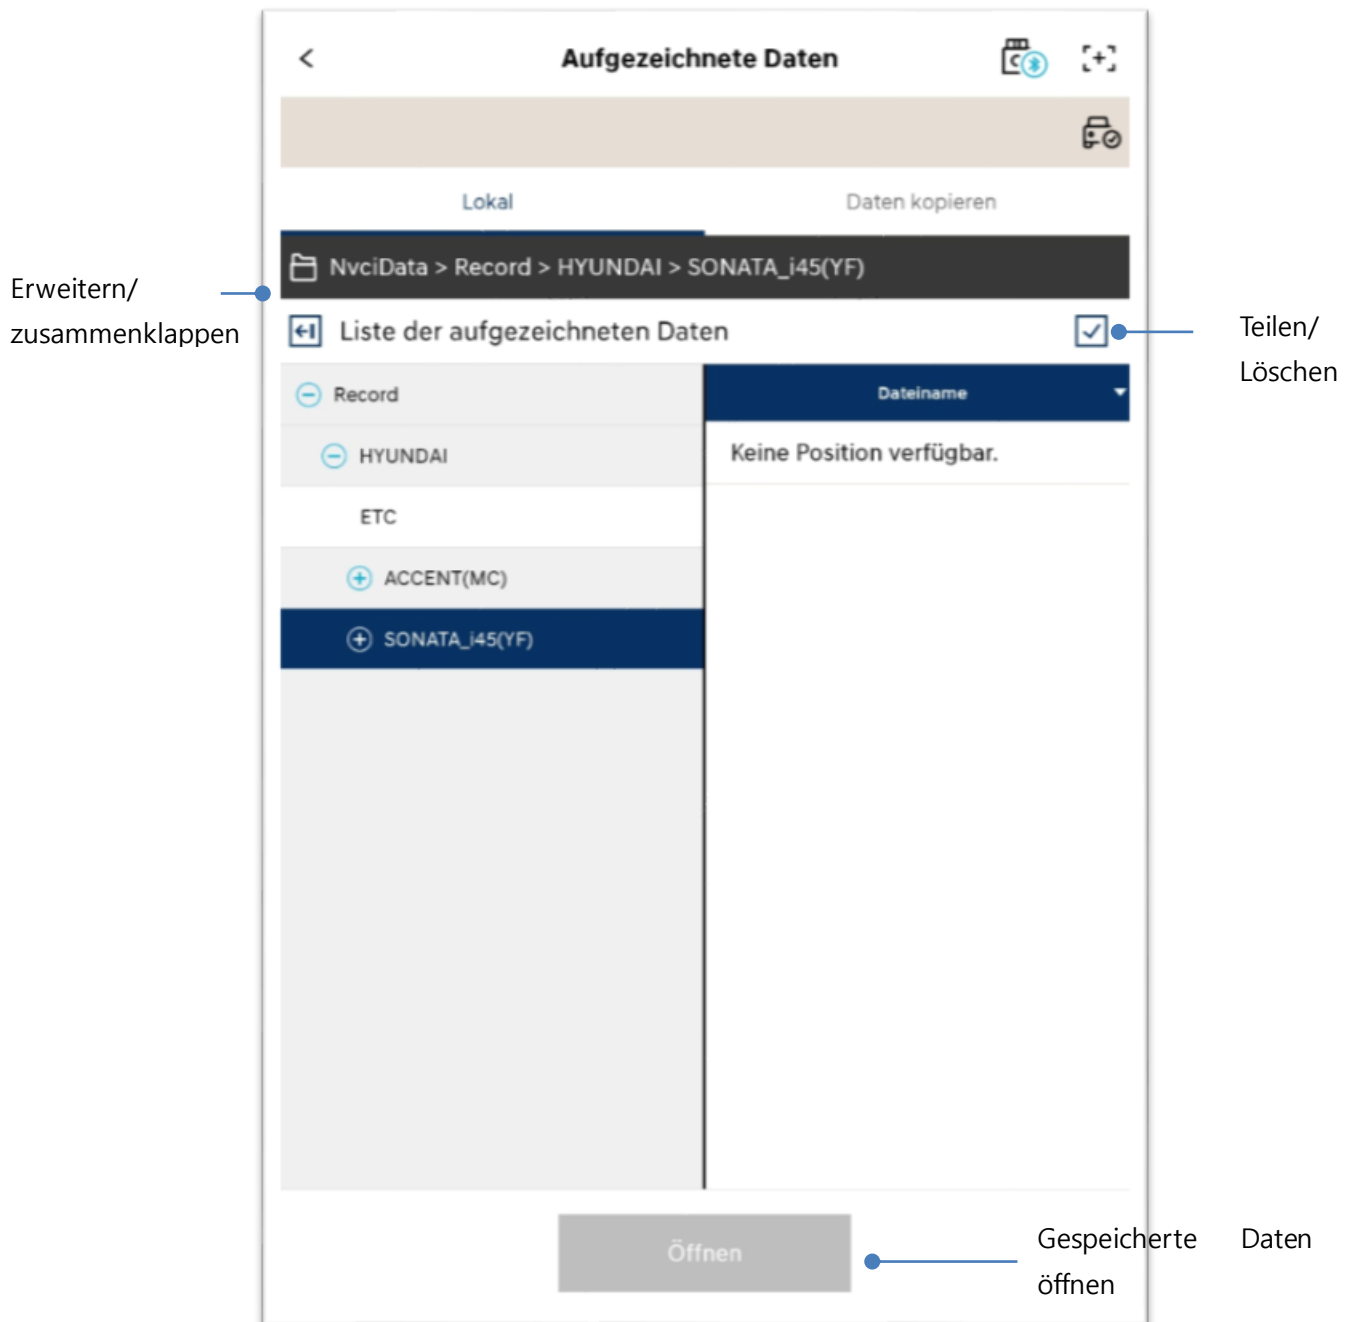 Aufgezeichnete Daten
Lokal
Daten kopieren
NvciData > Record > HYUNDAI > SONATA_i45(YF)
Erweitern/
zusammenklappen
Liste der aufgezeichneten Daten
Teilen/
Löschen
Record
Dateiname
HYUNDAI
Keine Position verfügbar.
ETC
ACCENT(MC)
SONATA_i45(YF)
Öffnen
Gespeicherte Daten
öffnen